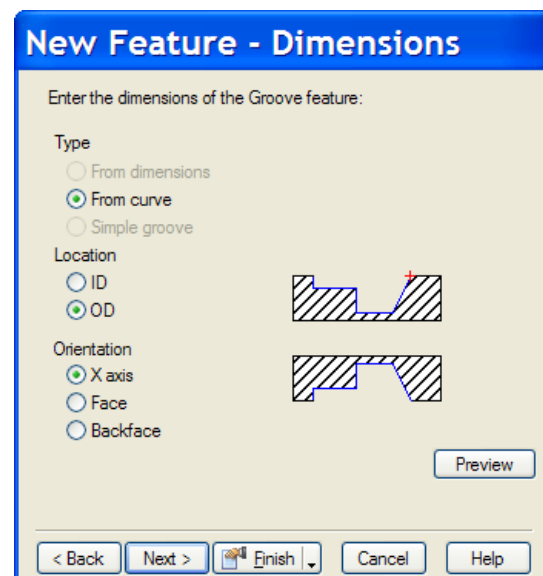 New Feature - Dimensions
Enter the dimensions of the Groove feature:
Type
From dimensions
From curve
Simple groove
Location
ID
OD
Orientation
X axis
Face
Backface
Preview
< Back Next > Finish Cancel Help